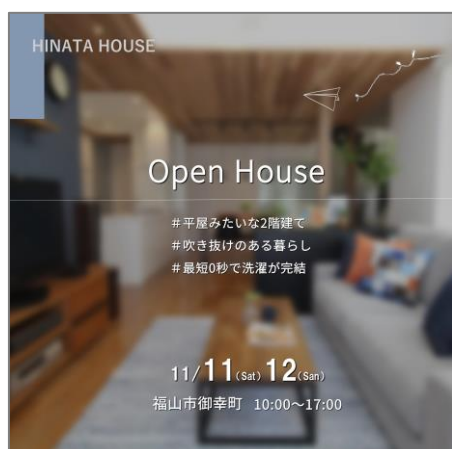 HINATA HOUSE
Open House
#平屋みたいな2階建て
#吹き抜けのある暮らし
#最短0秒で洗濯が完結
11/11(Sat) 12(San)
福山市御幸町 10:00〜17:00